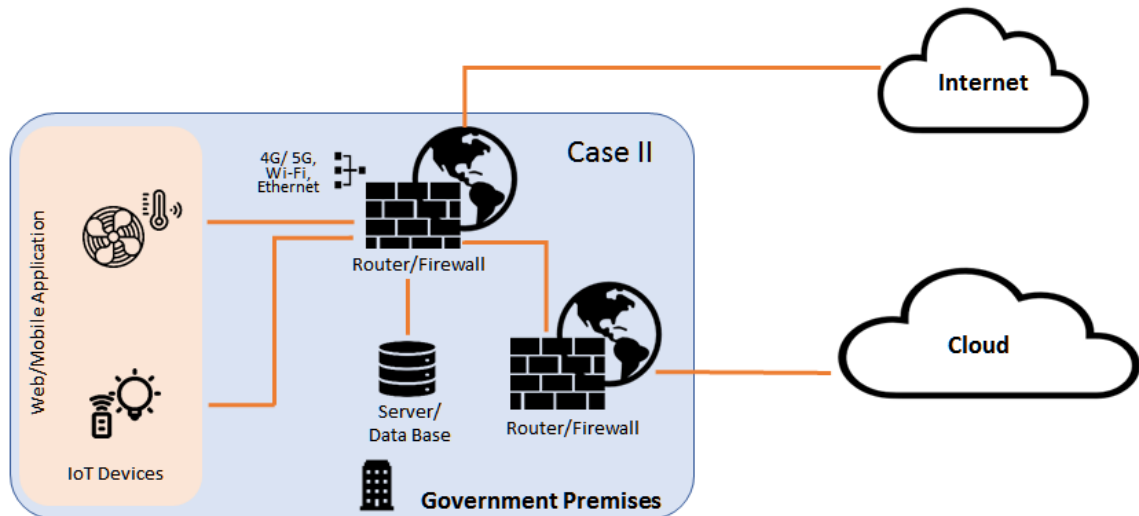 Internet
Case II
4G/ 5G,
Wi-Fi,
Ethernet
Web/Mobile Application
Router/Firewall
Cloud
Server/
Data Base
Router/Firewall
IoT Devices
Government Premises